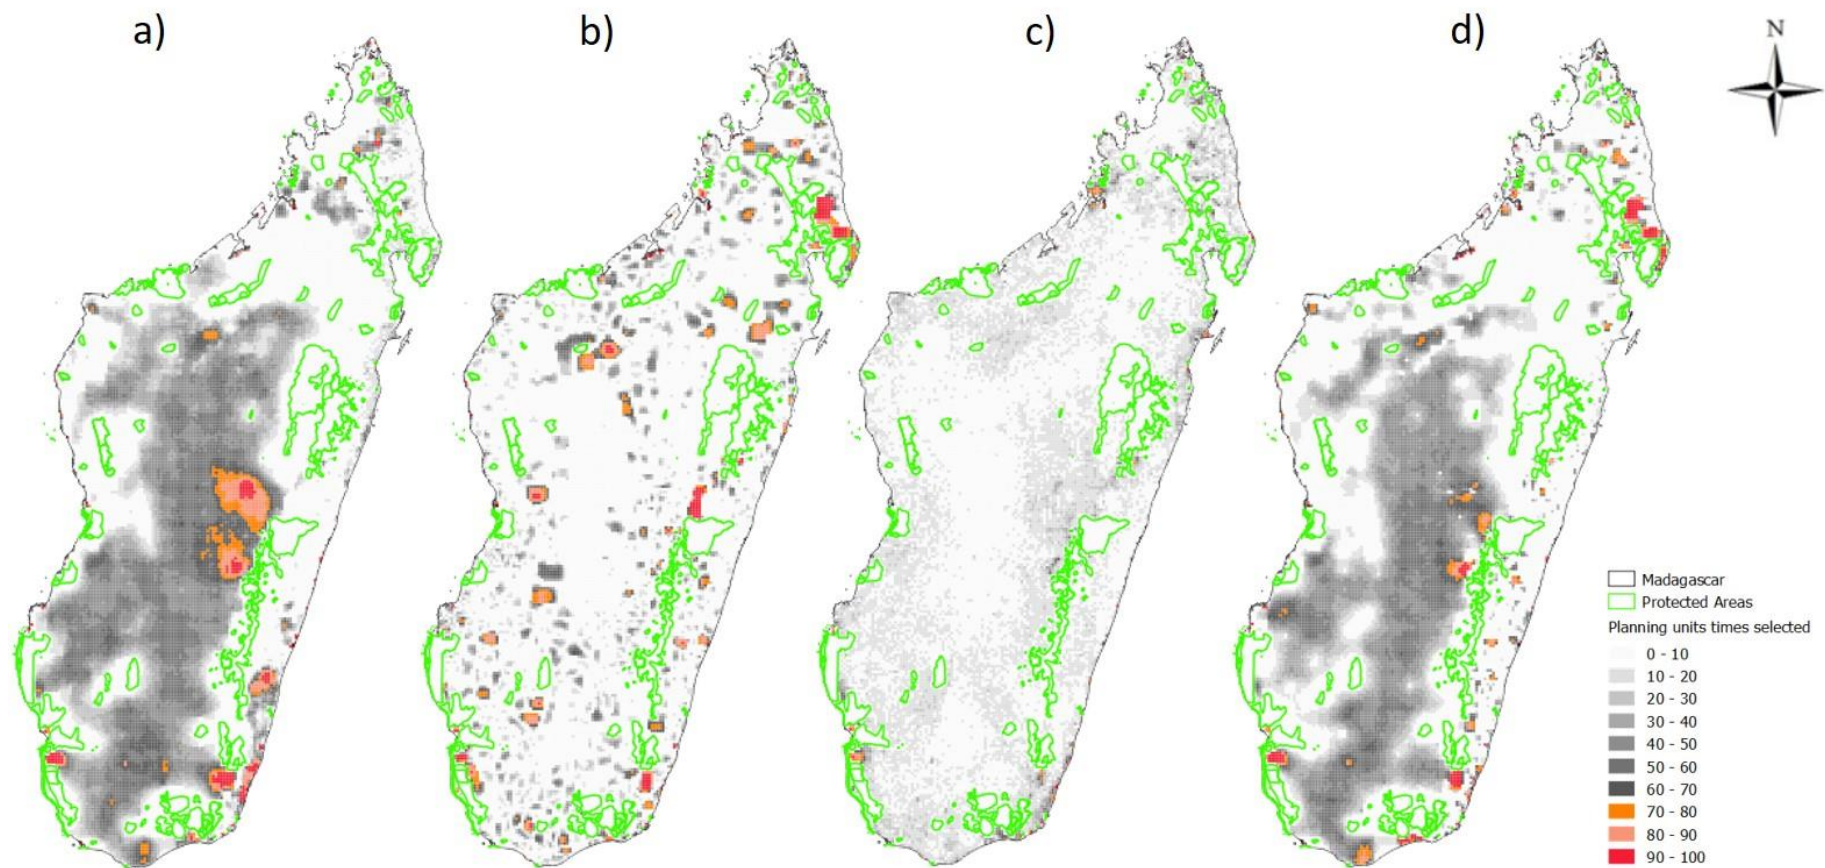 a)
b)
c)
d)
N
Madagascar
Protected Areas
Planning units times selected
0 - 10
10 - 20
20 - 30
30 - 40
40 - 50
50 - 60
60 - 70
70 - 80
80 - 90
90 - 100